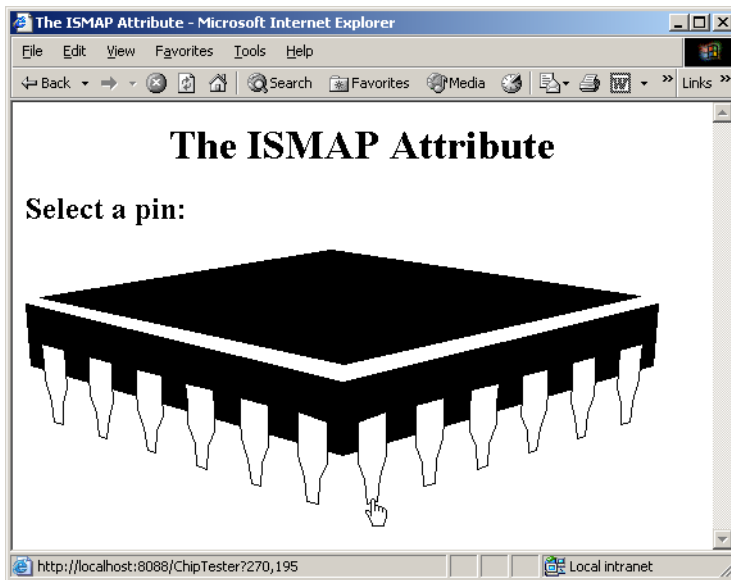 The ISMAP Attribute - Microsoft Internet Explorer
File Edit View Favorites Tools Help
Back Search Favorites Media W » Links »
The ISMAP Attribute
Select a pin:
http://localhost:8088/ChipTester?270,195 Local intranet